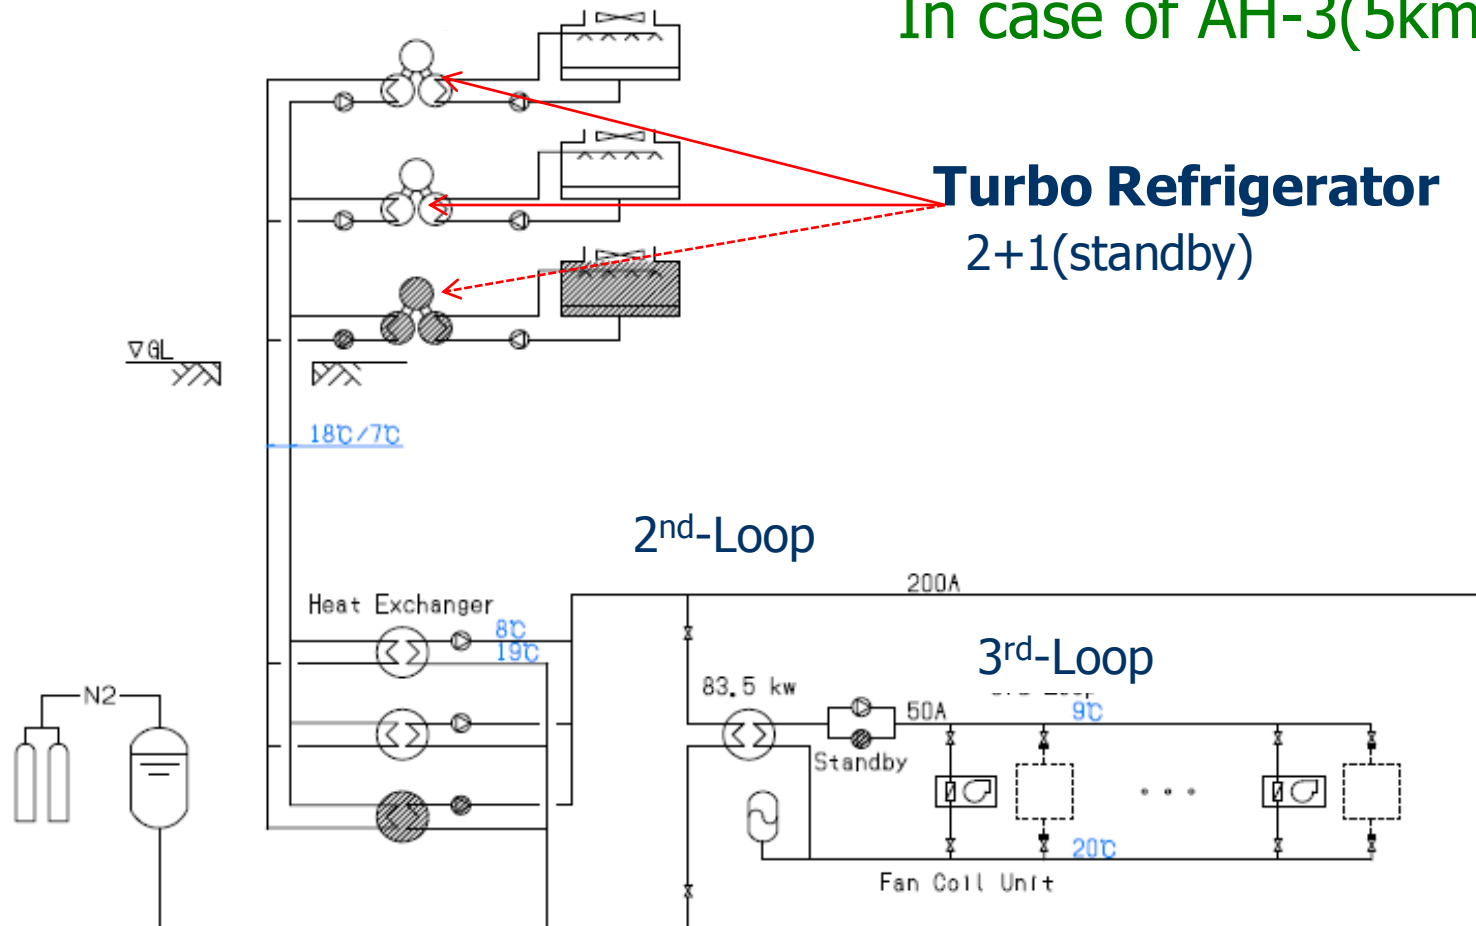 In case of AH-3(5km
Turbo Refrigerator
2+1(standby)
▽GL
18℃/7℃
2nd-Loop
200A
Heat Exchanger
8℃
19℃
3rd-Loop
83.5 kw
N2
50A
9℃
Standby
20℃
Fan Coil Unit